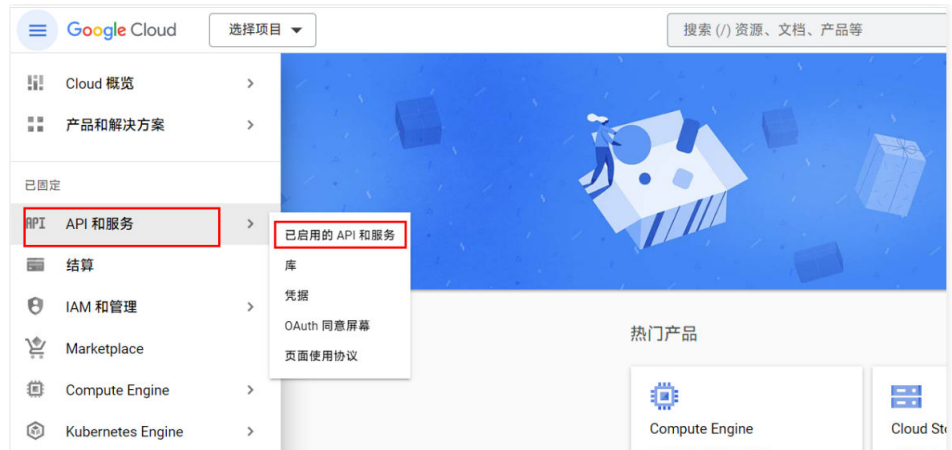 Google Cloud
选择项目
搜索 (/) 资源、文档、产品等
Cloud 概览
产品和解决方案
已固定
API
API 和服务
已启用的 API 和服务
库
结算
凭据
IAM 和管理
OAuth 同意屏幕
热门产品
Marketplace
页面使用协议
Compute Engine
Kubernetes Engine
Compute Engine
Cloud Sto